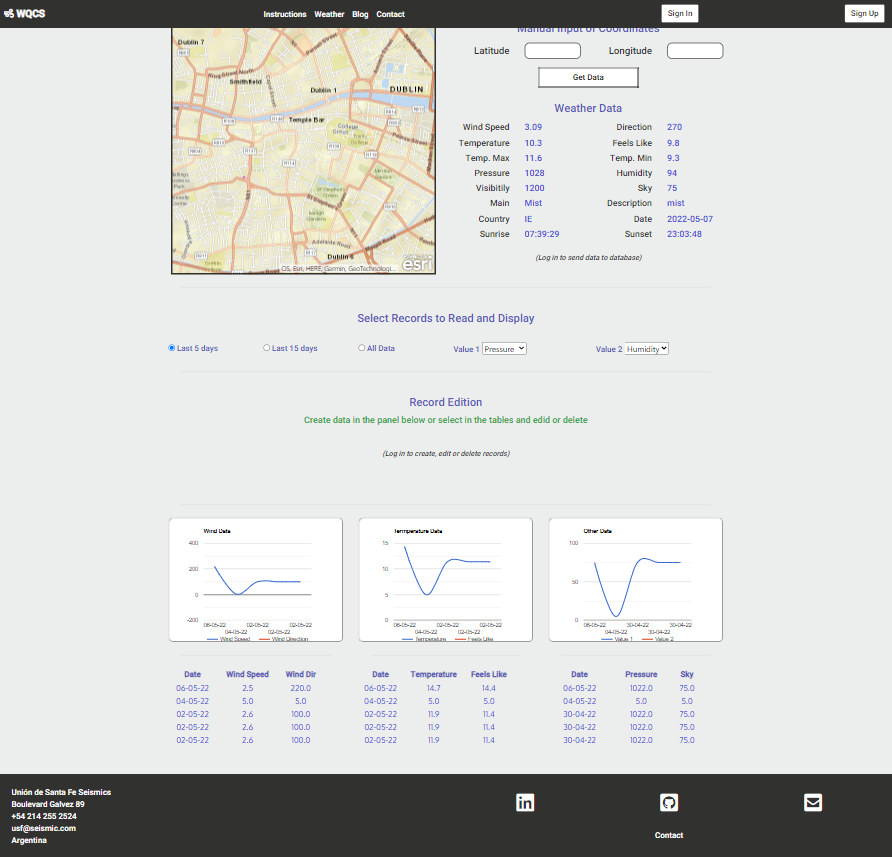 WQCS Instructions Weather Blog Contact Sign In Sign Up
Manual Input of Coordinates
Latitude Longitude
Get Data
Dublin 7
King Street North
Smithfield
Dublin 1
DUBLIN
Temple Bar
College
Adelaide Road
Dublin 6
esri
Weather Data
Wind Speed 3.09 Direction 270
Temperature 10.3 Feels Like 9.8
Temp. Max 11.6 Temp. Min 9.3
Pressure 1028 Humidity 94
Visibitily 1200 Sky 75
Main Mist Description mist
Country IE Date 2022-05-07
Sunrise 07:39:29 Sunset 23:03:48
(Log in to send data to database)
Select Records to Read and Display
Last 5 days Last 15 days All Data Value 1 Pressure Value 2 Humidity
Record Edition
Create data in the panel below or select in the tables and edid or delete
(Log in to create, edit or delete records)
Wind Data
400
200
0
-200
06-05-22 02-05-22 02-05-22
04-05-22 02-05-22
Wind Speed Wind Direction
Termperature Data
15
10
5
0
06-05-22 02-05-22 02-05-22
04-05-22 02-05-22
Temperature Feels Like
Other Data
100
50
0
06-05-22 30-04-22 30-04-22
04-05-22 30-04-22
Value 1 Value 2
Date Wind Speed Wind Dir
06-05-22 2.5 220.0
04-05-22 5.0 5.0
02-05-22 2.6 100.0
02-05-22 2.6 100.0
02-05-22 2.6 100.0
Date Temperature Feels Like
06-05-22 14.7 14.4
04-05-22 5.0 5.0
02-05-22 11.9 11.4
02-05-22 11.9 11.4
02-05-22 11.9 11.4
Date Pressure Sky
06-05-22 1022.0 75.0
04-05-22 5.0 5.0
30-04-22 1022.0 75.0
30-04-22 1022.0 75.0
30-04-22 1022.0 75.0
Unión de Santa Fe Seismics
Boulevard Galvez 89
+54 214 255 2524
usf@seismic.com
Argentina
in
Contact